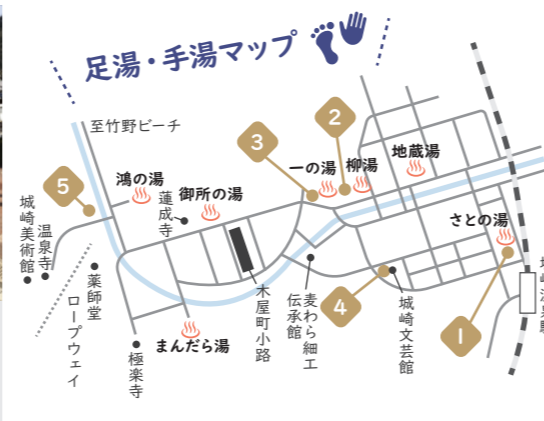 足湯・手湯マップ
至竹野ビーチ
2
3
一の湯
柳湯
地蔵湯
5
鴻の湯
御所の湯
蓮成寺
さとの湯
城崎美術館
温泉寺
薬師堂
ロープウェイ
極楽寺
まんだら湯
木屋町小路
麦わら細工
伝承館
4
城崎文芸館
1